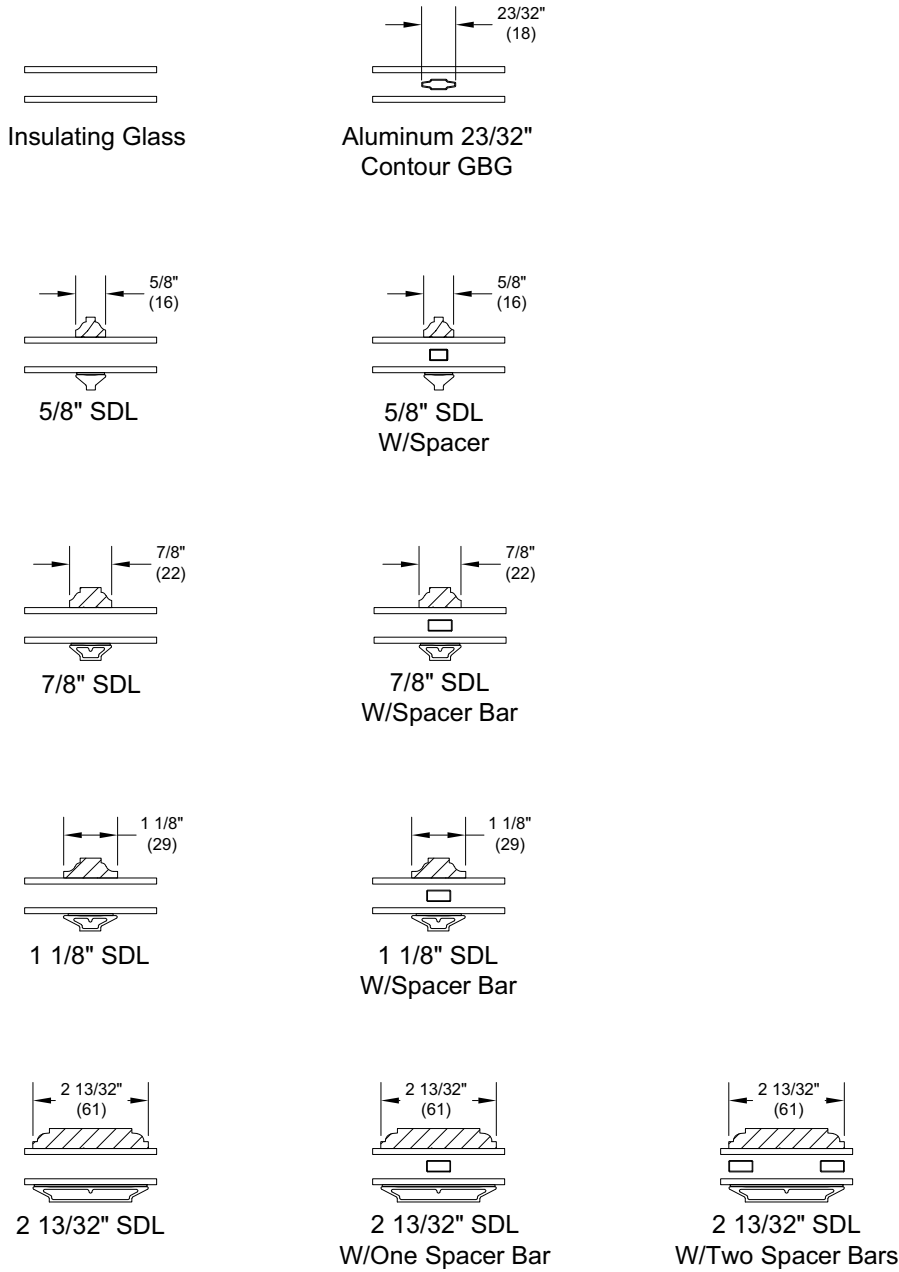 23/32"
(18)
Insulating Glass
Aluminum 23/32"
Contour GBG
5/8"
(16)
5/8" SDL
5/8"
(16)
5/8" SDL
W/Spacer
7/8"
(22)
7/8" SDL
7/8"
(22)
7/8" SDL
W/Spacer Bar
1 1/8"
(29)
1 1/8" SDL
1 1/8"
(29)
1 1/8" SDL
W/Spacer Bar
2 13/32"
(61)
2 13/32" SDL
2 13/32"
(61)
2 13/32" SDL
W/One Spacer Bar
2 13/32"
(61)
2 13/32" SDL
W/Two Spacer Bars